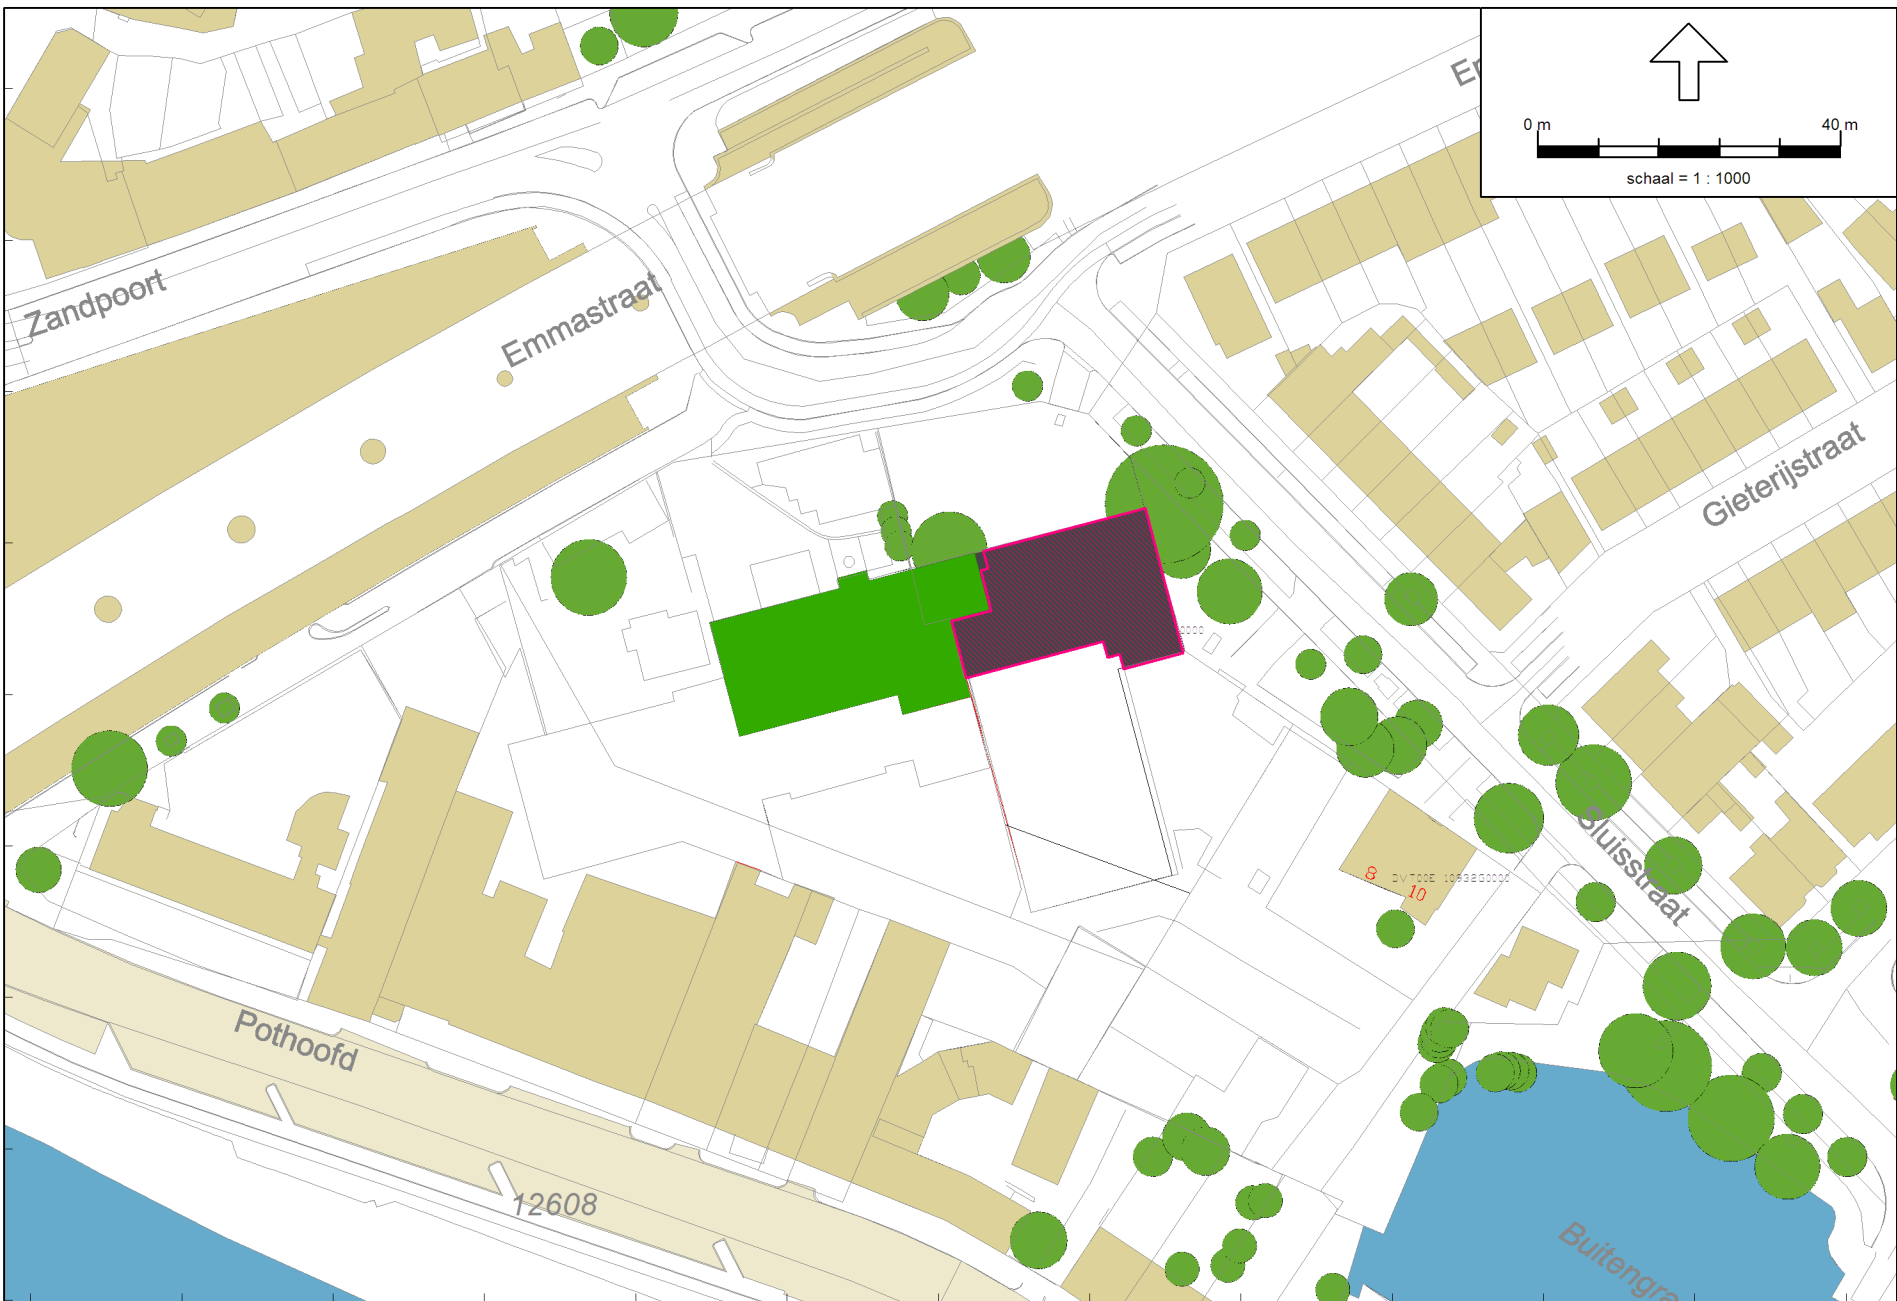 0 m 40 m
schaal = 1 : 1000
Zandpoort
Emmastraat
Gieterijstraat
Sluisstraat
8
10
Pothoofd
12608
Buitengra